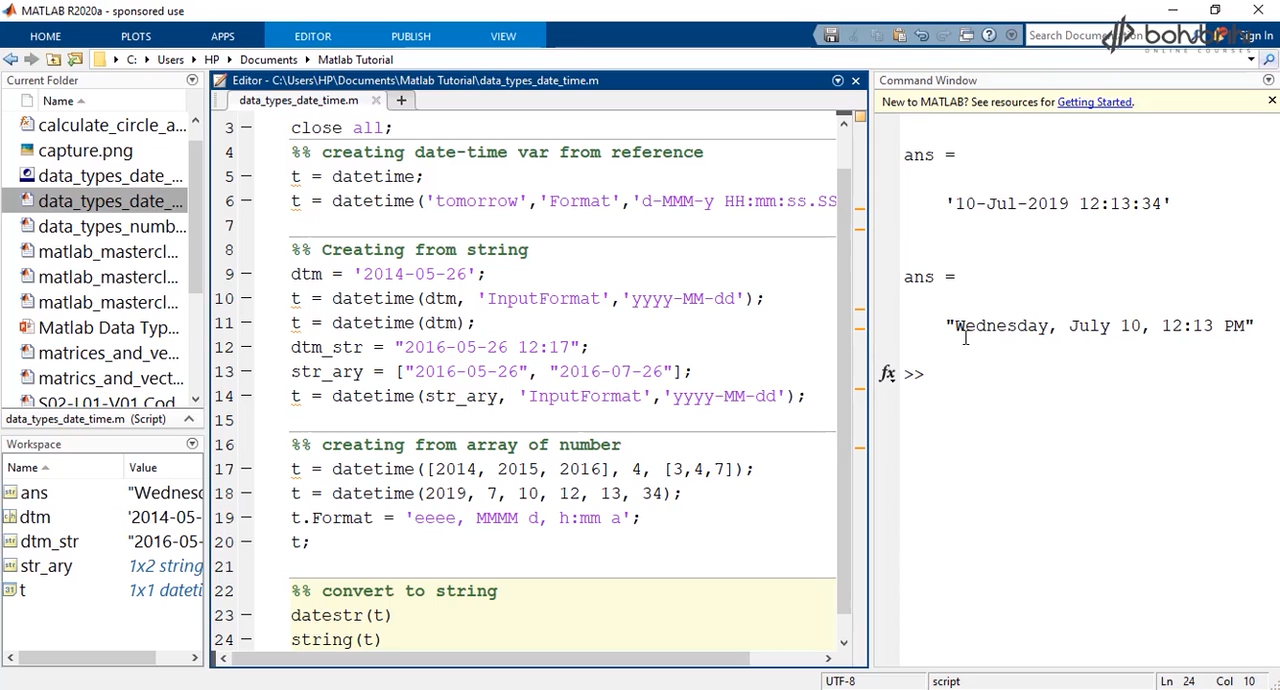 MATLAB R2020a - sponsored use
HOME PLOTS APPS EDITOR PUBLISH VIEW
Search Documentation
Sign In
ONLINE COURSES
C: Users HP Documents Matlab Tutorial
Current Folder
Name
calculate_circle_a...
capture.png
data_types_date_...
data_types_date_...
data_types_numb...
matlab_mastercl...
matlab_mastercl...
matlab_mastercl...
Matlab Data Typ...
matrices_and_ve...
matrics_and_vect...
S02-L01-V01 Cod
data_types_date_time.m (Script)
Workspace
Name Value
ans "Wednesd
dtm '2014-05-
dtm_str "2016-05-
str_ary 1x2 string
t 1x1 dateti
Editor - C:\Users\HP\Documents\Matlab Tutorial\data_types_date_time.m
data_types_date_time.m
3 close all;
4 %% creating date-time var from reference
5 t = datetime;
6 t = datetime('tomorrow','Format','d-MMM-y HH:mm:ss.SS
7
8 %% Creating from string
9 dtm = '2014-05-26';
10 t = datetime(dtm, 'InputFormat','yyyy-MM-dd');
11 t = datetime(dtm);
12 dtm_str = "2016-05-26 12:17";
13 str_ary = ["2016-05-26", "2016-07-26"];
14 t = datetime(str_ary, 'InputFormat','yyyy-MM-dd');
15
16 %% creating from array of number
17 t = datetime([2014, 2015, 2016], 4, [3,4,7]);
18 t = datetime(2019, 7, 10, 12, 13, 34);
19 t.Format = 'eeee, MMMM d, h:mm a';
20 t;
21
22 %% convert to string
23 datestr(t)
24 string(t)
Command Window
New to MATLAB? See resources for Getting Started.
ans =
'10-Jul-2019 12:13:34'
ans =
"Wednesday, July 10, 12:13 PM"
fx >>
UTF-8 script Ln 24 Col 10